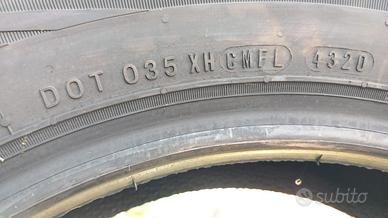 DOT 035 XH CMFL 4320
subito